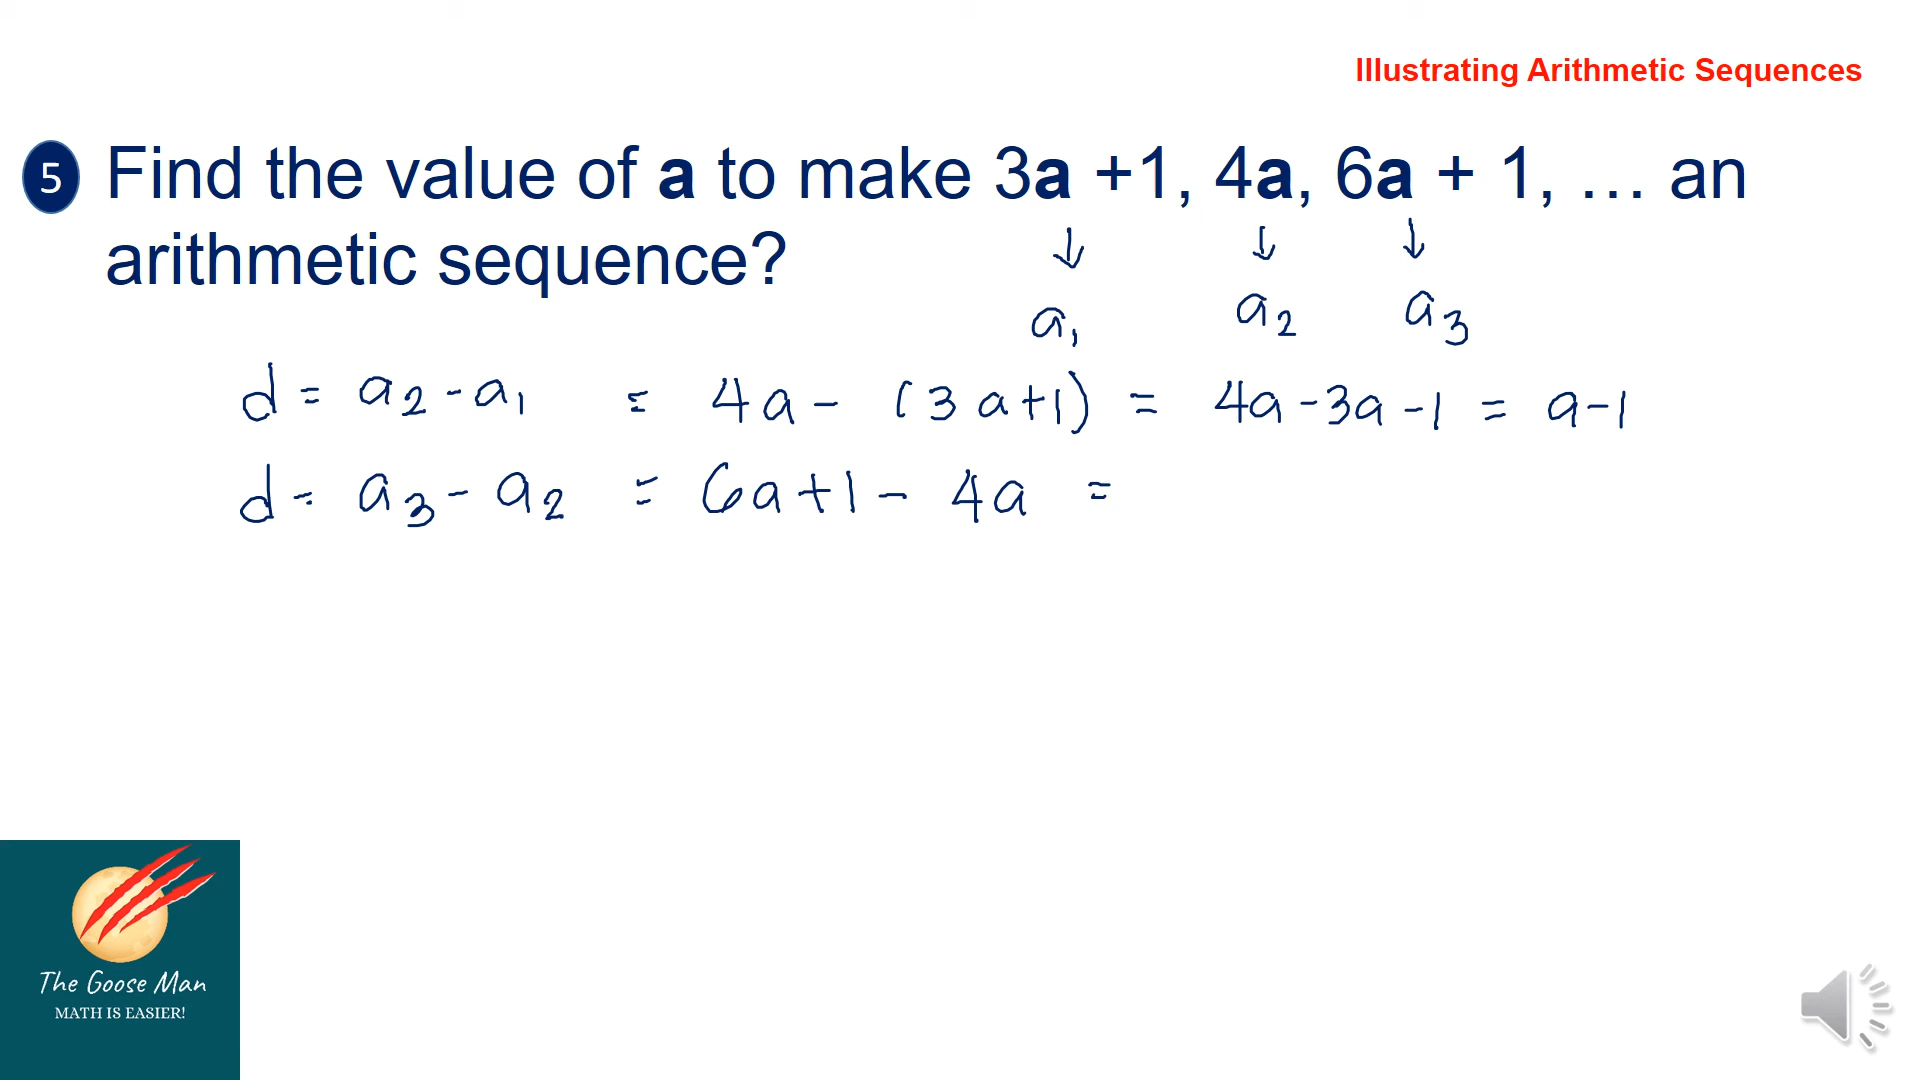 Illustrating Arithmetic Sequences
5 Find the value of a to make 3a +1, 4a, 6a + 1, … an
arithmetic sequence?
↓ ↓ ↓
a₁ a₂ a₃
d = a₂ - a₁ = 4a - (3a+1) = 4a - 3a - 1 = a - 1
d = a₃ - a₂ = 6a + 1 - 4a =
The Goose Man
MATH IS EASIER!